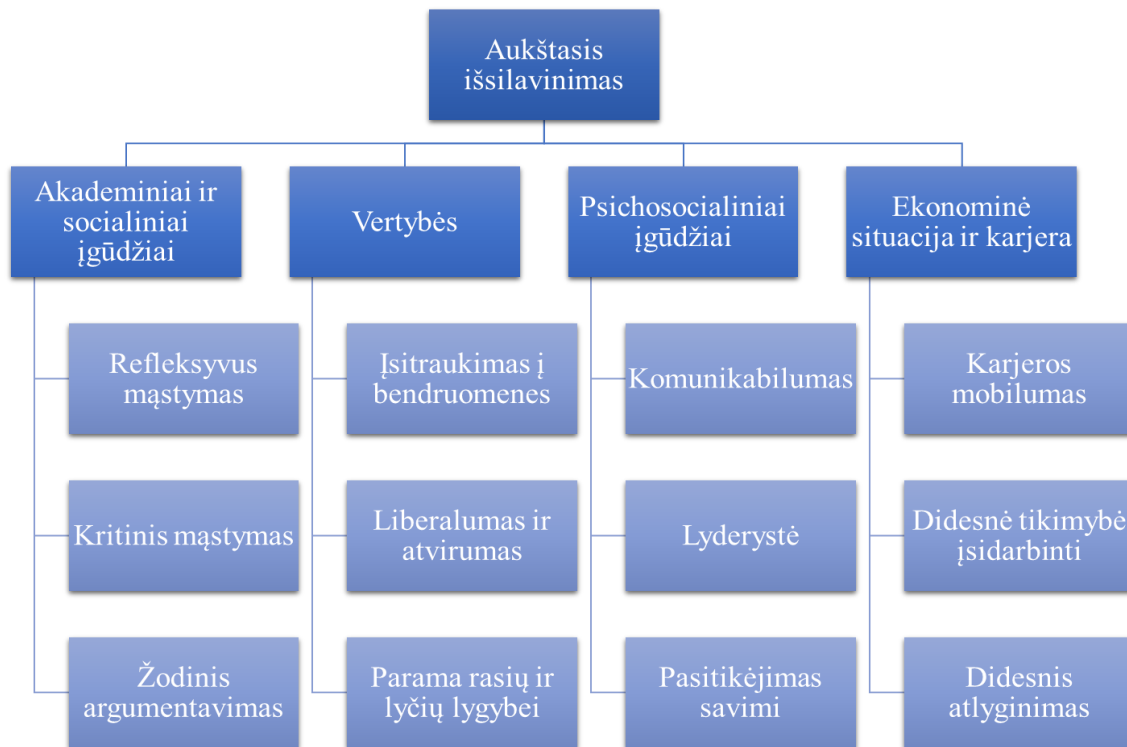 Aukštasis
išsilavinimas
Akademiniai ir
socialiniai
įgūdžiai
Vertybės
Psichosocialiniai
įgūdžiai
Ekonominė
situacija ir karjera
Refleksyvus
mąstymas
Įsitraukimas į
bendruomenes
Komunikabilumas
Karjeros
mobilumas
Kritinis mąstymas
Liberalumas ir
atvirumas
Lyderystė
Didesnė tikimybė
įsidarbinti
Žodinis
argumentavimas
Parama rasių ir
lyčių lygybei
Pasitikėjimas
savimi
Didesnis
atlyginimas